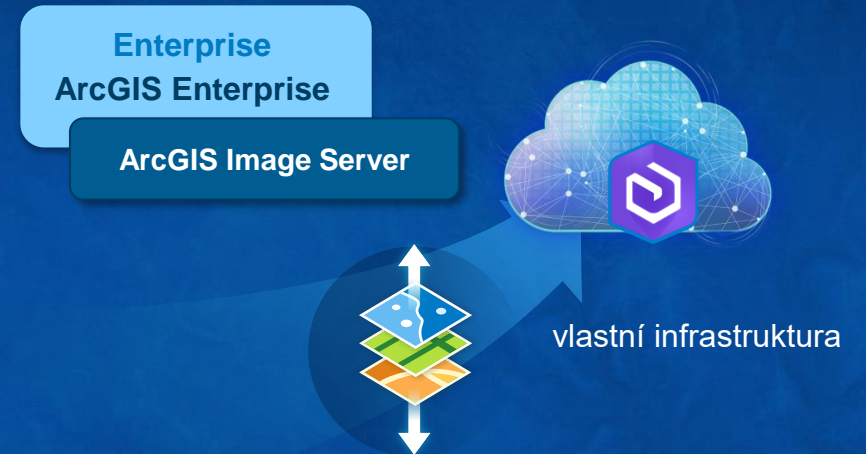 Enterprise
ArcGIS Enterprise
ArcGIS Image Server
vlastní infrastruktura